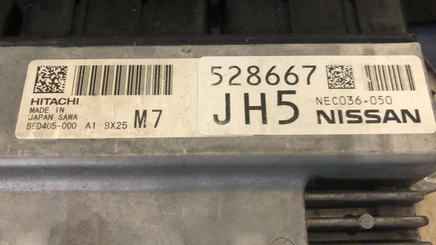 HITACHI
MADE IN
JAPAN SAWA
BED405-000 A1 8X25 M7
528667
JH5
NEC036-050
NISSAN